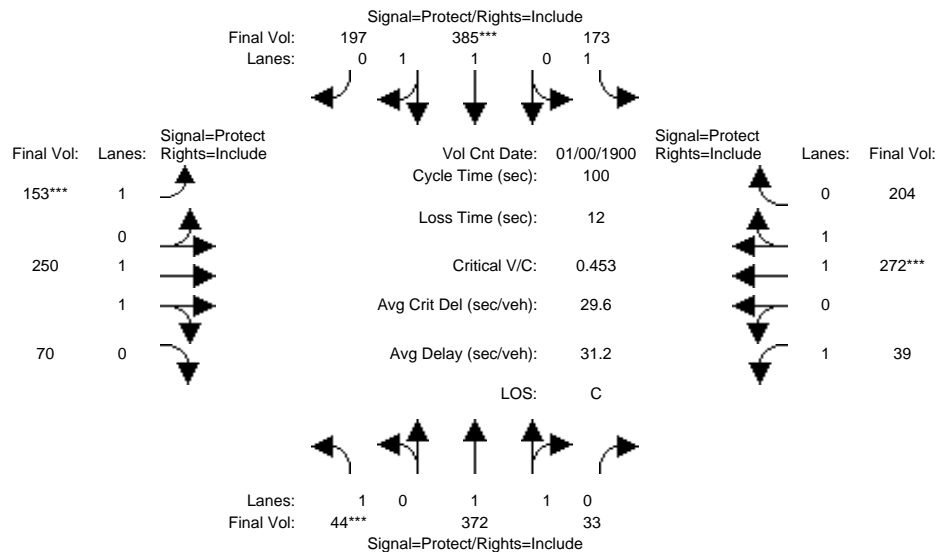 Signal=Protect/Rights=Include
Final Vol: 197 385*** 173
Lanes: 0 1 1 0 1
Signal=Protect
Final Vol: Lanes: Rights=Include
Vol Cnt Date: 01/00/1900
Signal=Protect
Rights=Include Lanes: Final Vol:
Cycle Time (sec): 100
153*** 1
0 204
Loss Time (sec): 12
0
1
250 1
Critical V/C: 0.453
1 272***
1
Avg Crit Del (sec/veh): 29.6
0
70 0
Avg Delay (sec/veh): 31.2
1 39
LOS: C
Lanes: 1 0 1 1 0
Final Vol: 44*** 372 33
Signal=Protect/Rights=Include